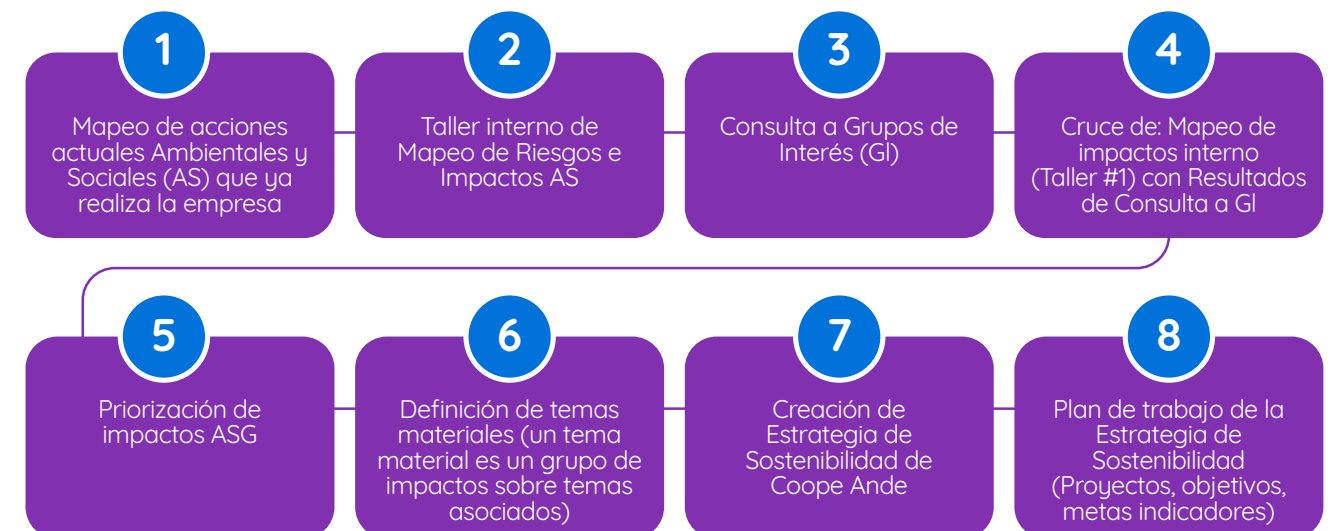 1
Mapeo de acciones
actuales Ambientales y
Sociales (AS) que ya
realiza la empresa
2
Taller interno de
Mapeo de Riesgos e
Impactos AS
3
Consulta a Grupos de
Interés (GI)
4
Cruce de: Mapeo de
impactos interno
(Taller #1) con Resultados
de Consulta a GI
5
Priorización de
impactos ASG
6
Definición de temas
materiales (un tema
material es un grupo de
impactos sobre temas
asociados)
7
Creación de
Estrategia de
Sostenibilidad de
Coope Ande
8
Plan de trabajo de la
Estrategia de
Sostenibilidad
(Proyectos, objetivos,
metas indicadores)